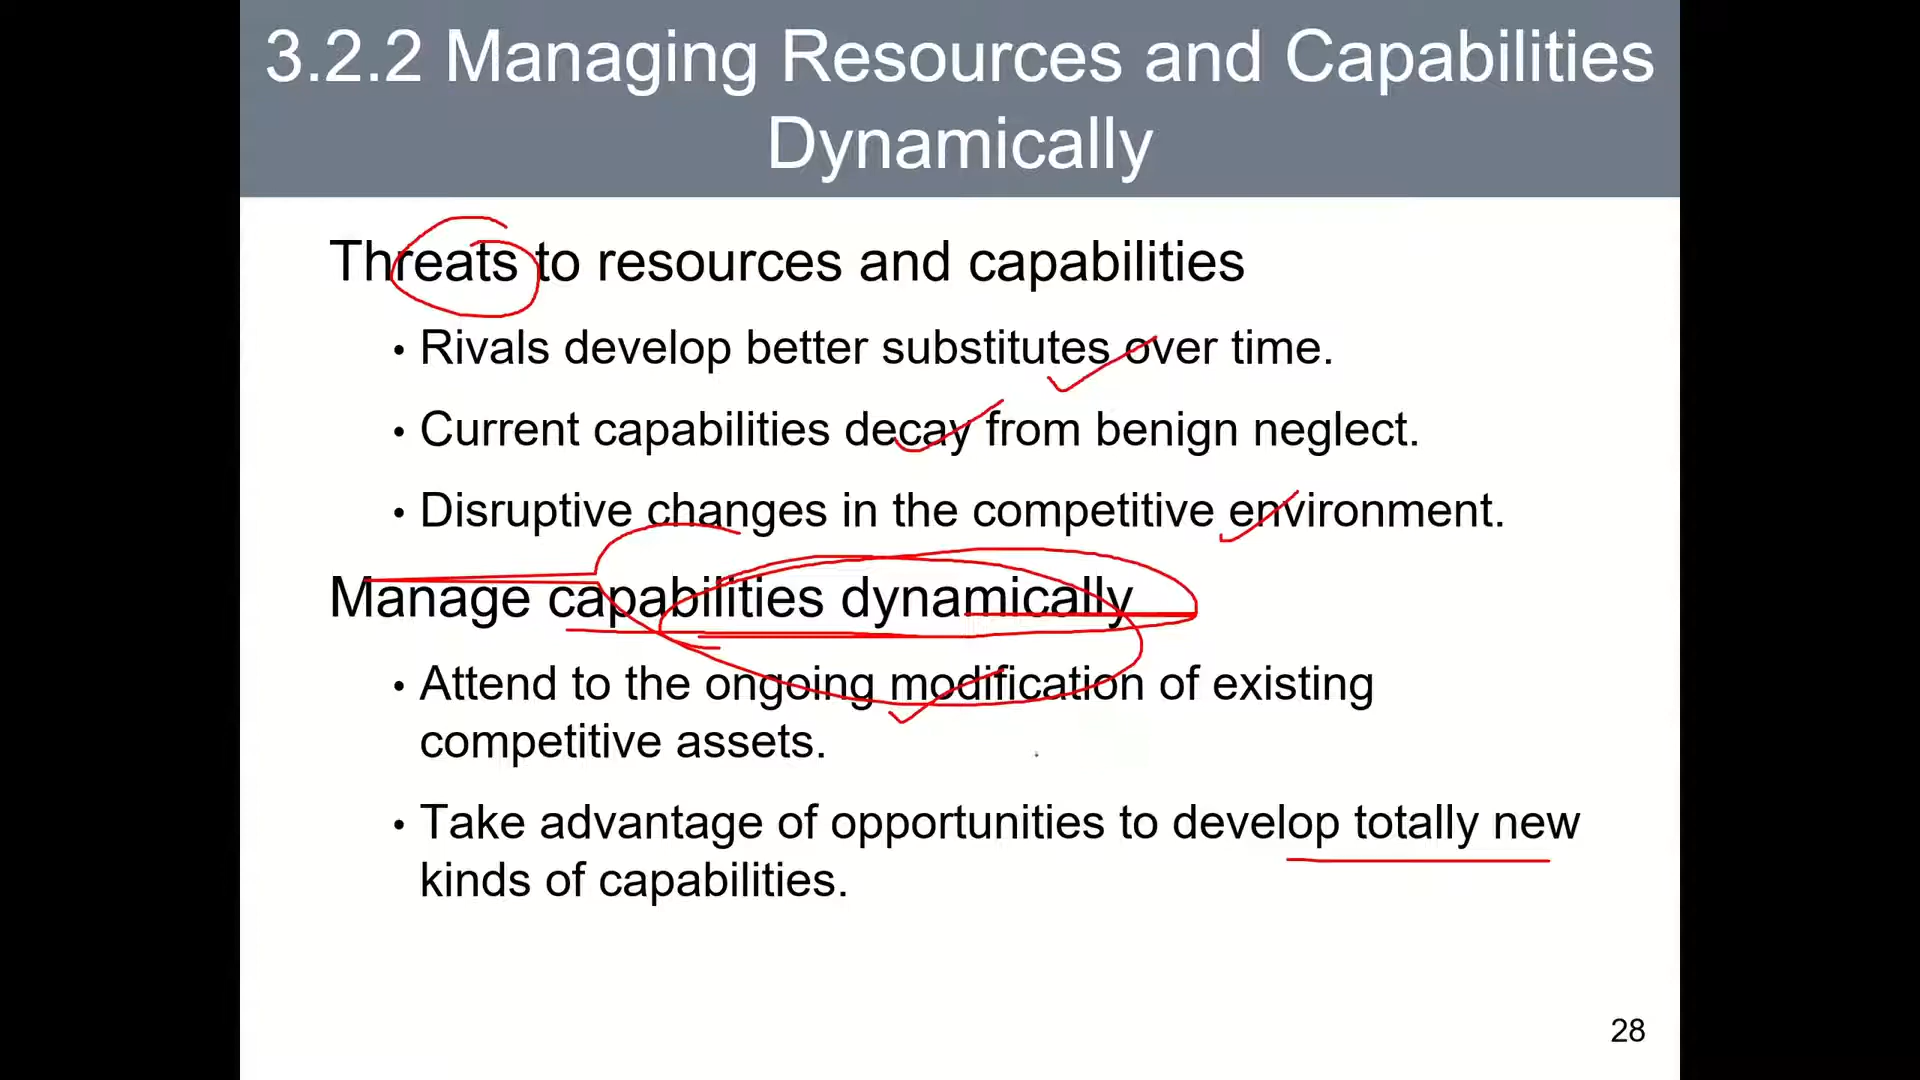 3.2.2 Managing Resources and Capabilities
Dynamically
Threats to resources and capabilities
• Rivals develop better substitutes over time.
• Current capabilities decay from benign neglect.
• Disruptive changes in the competitive environment.
Manage capabilities dynamically
• Attend to the ongoing modification of existing
competitive assets.
• Take advantage of opportunities to develop totally new
kinds of capabilities.
28